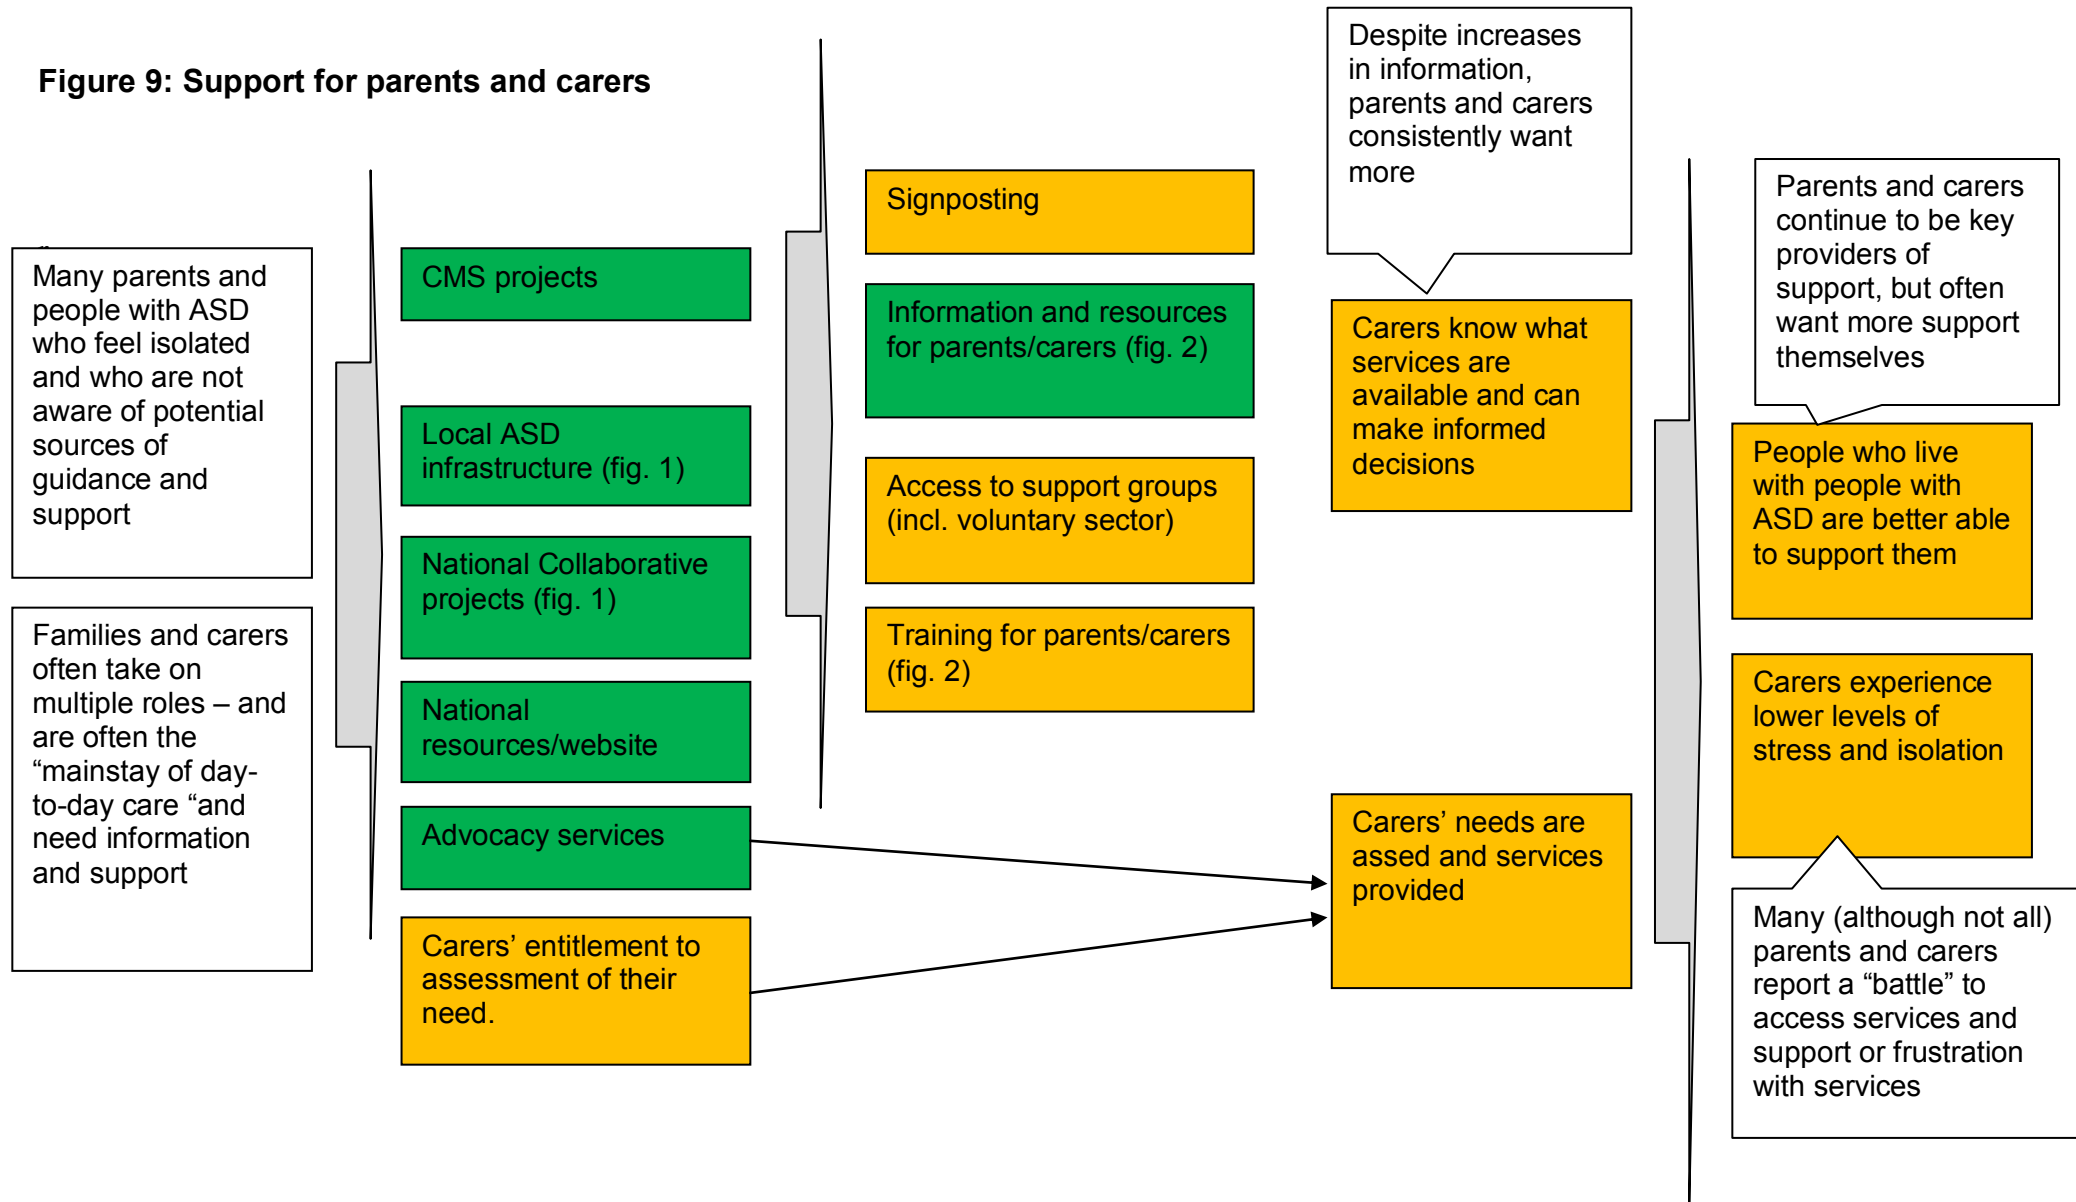 Figure 9: Support for parents and carers
Many parents and
people with ASD
who feel isolated
and who are not
aware of potential
sources of
guidance and
support
Families and carers
often take on
multiple roles – and
are often the
“mainstay of day-
to-day care “and
need information
and support
CMS projects
Local ASD
infrastructure (fig. 1)
National Collaborative
projects (fig. 1)
National
resources/website
Advocacy services
Carers’ entitlement to
assessment of their
need.
Signposting
Information and resources
for parents/carers (fig. 2)
Access to support groups
(incl. voluntary sector)
Training for parents/carers
(fig. 2)
Despite increases
in information,
parents and carers
consistently want
more
Carers know what
services are
available and can
make informed
decisions
Carers’ needs are
assed and services
provided
Parents and carers
continue to be key
providers of
support, but often
want more support
themselves
People who live
with people with
ASD are better able
to support them
Carers experience
lower levels of
stress and isolation
Many (although not all)
parents and carers
report a “battle” to
access services and
support or frustration
with services